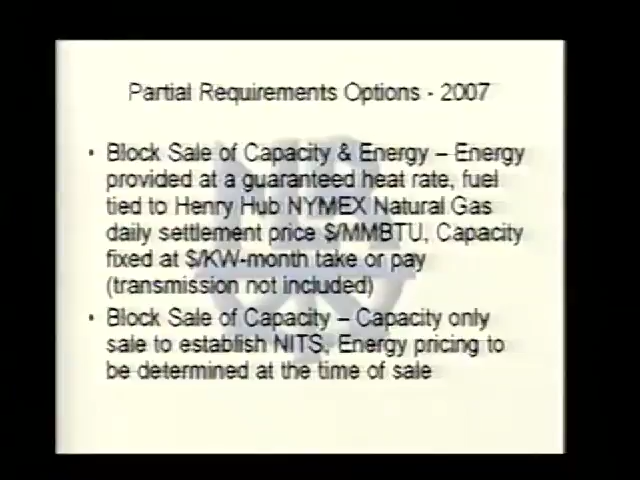 Partial Requirements Options - 2007
• Block Sale of Capacity & Energy – Energy
provided at a guaranteed heat rate, fuel
tied to Henry Hub NYMEX Natural Gas
daily settlement price $/MMBTU, Capacity
fixed at $/KW-month take or pay
(transmission not included)
• Block Sale of Capacity – Capacity only
sale to establish NITS, Energy pricing to
be determined at the time of sale